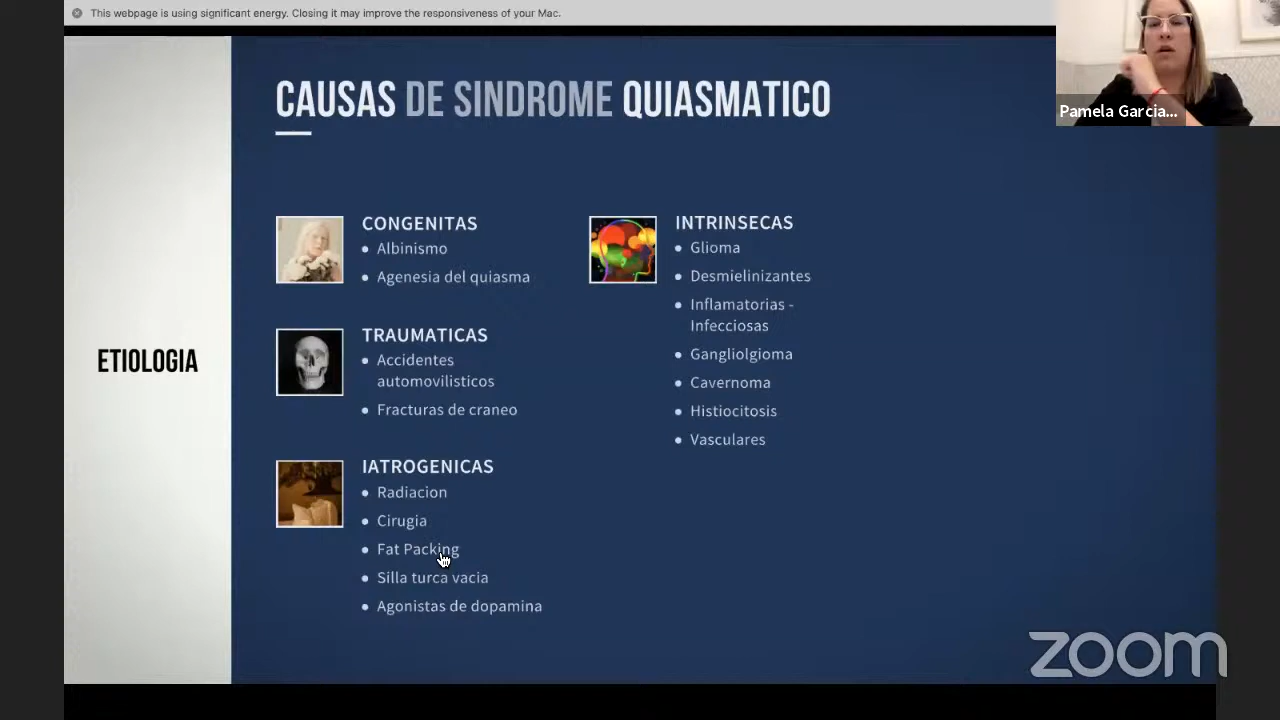 This webpage is using significant energy. Closing it may improve the responsiveness of your Mac.
Pamela Garcia...
CAUSAS DE SINDROME QUIASMATICO
ETIOLOGIA
CONGENITAS
Albinismo
Agenesia del quiasma
TRAUMATICAS
Accidentes
automovilisticos
Fracturas de craneo
IATROGENICAS
Radiacion
Cirugia
Fat Packing
Silla turca vacia
Agonistas de dopamina
INTRINSECAS
Glioma
Desmielinizantes
Inflamatorias -
Infecciosas
Gangliolgioma
Cavernoma
Histiocitosis
Vasculares
zoom